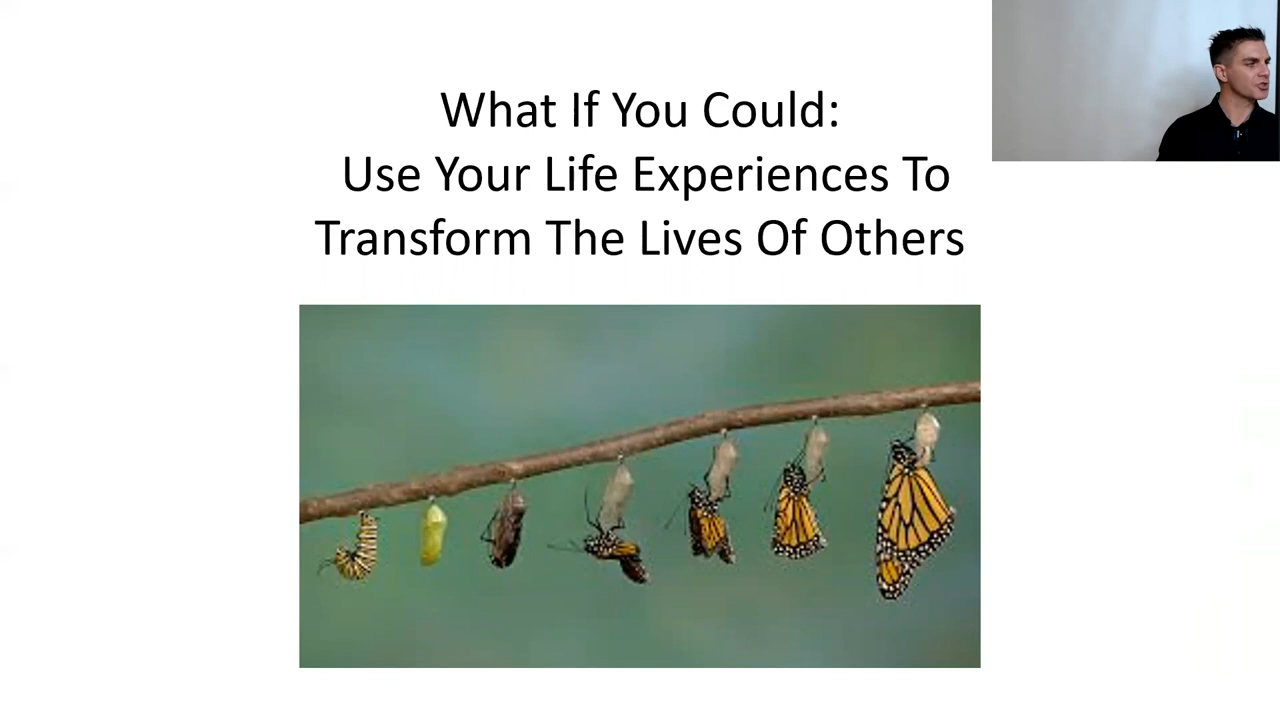 What If You Could:
Use Your Life Experiences To
Transform The Lives Of Others